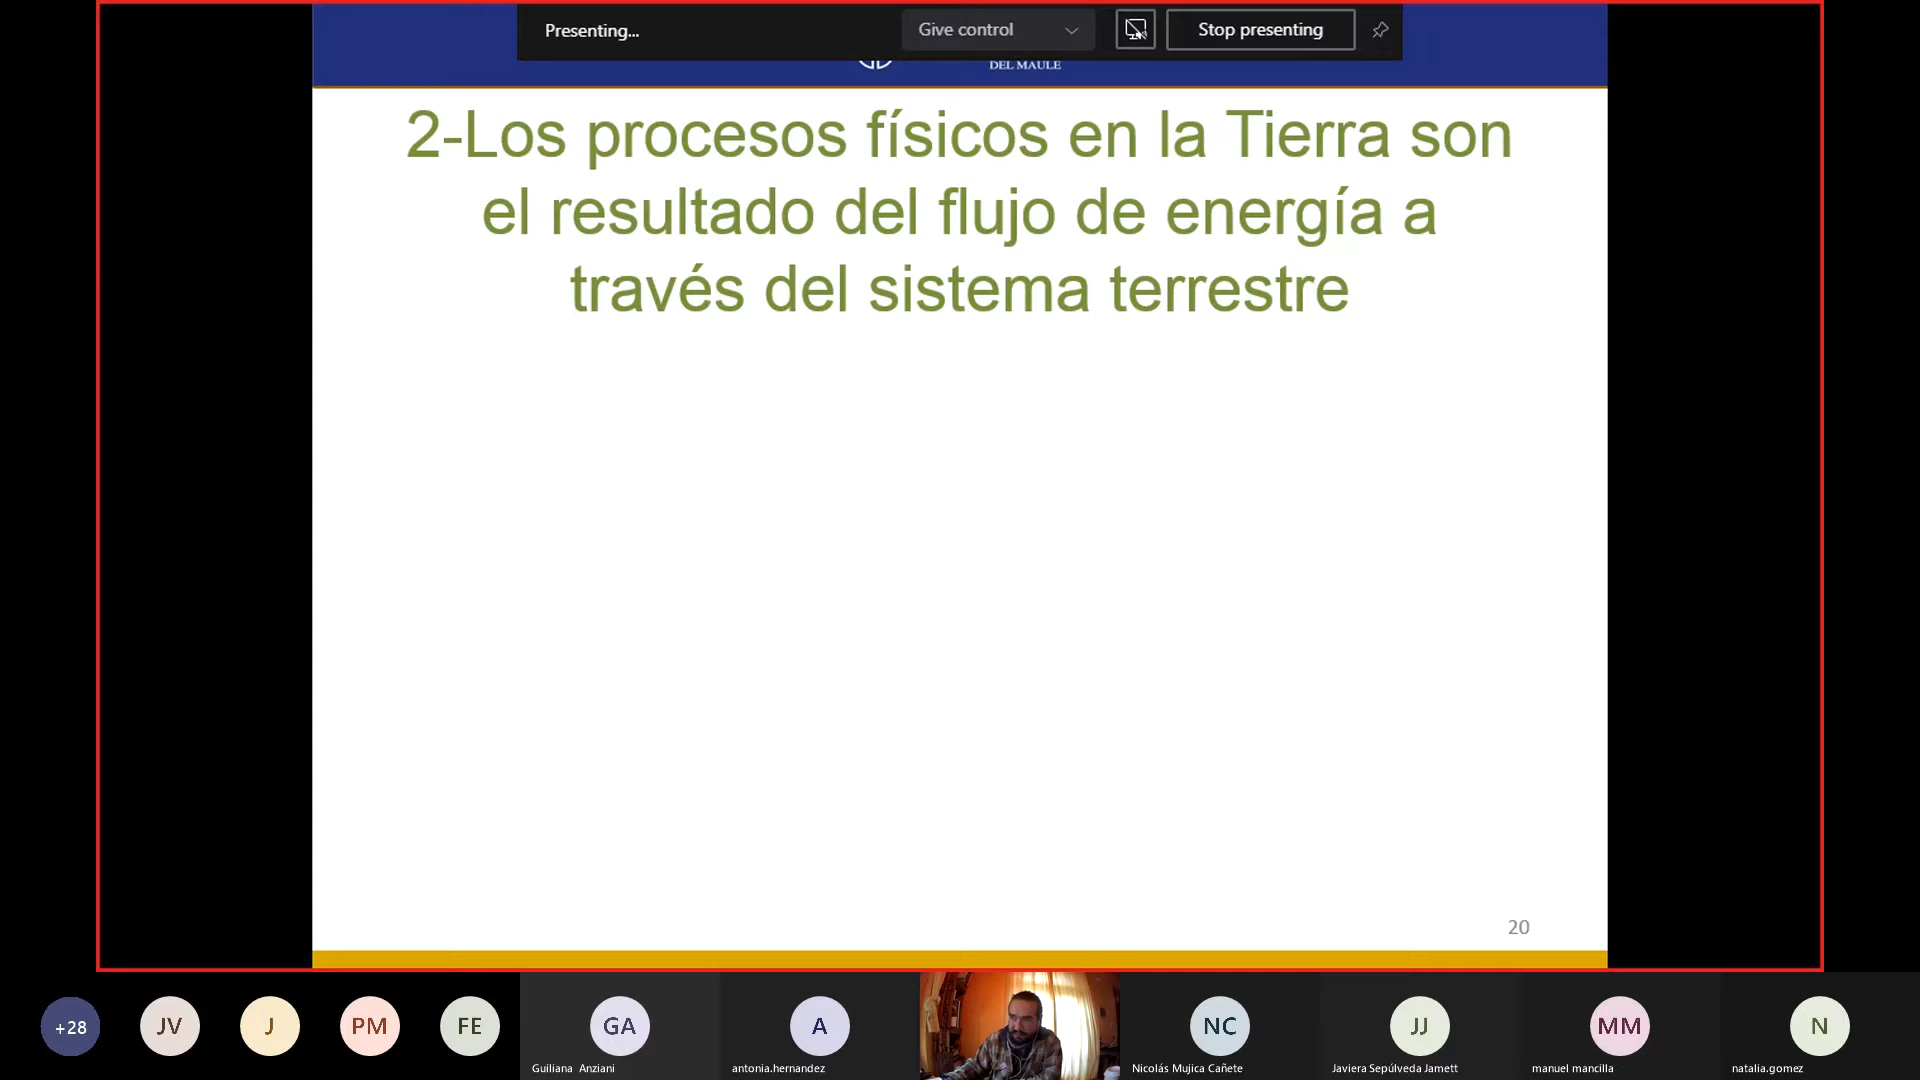 Presenting...
Give control
Stop presenting
DEL MAULE
2-Los procesos físicos en la Tierra son
el resultado del flujo de energía a
través del sistema terrestre
20
+28
JV
J
PM
FE
GA
A
NC
JJ
MM
N
Guiliana Anziani
antonia.hernandez
Nicolás Mujica Cañete
Javiera Sepúlveda Jamett
manuel mancilla
natalia.gomez